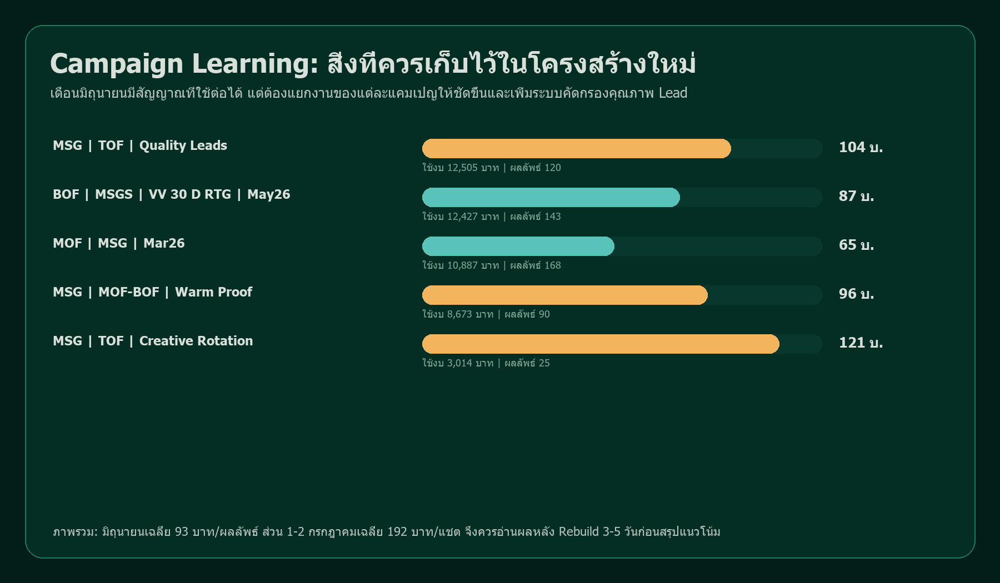 Campaign Learning: สิ่งที่ควรเก็บไว้ในโครงสร้างใหม่
เดือนมิถุนายนมีสัญญาณที่ใช้ต่อได้ แต่ต้องแยกงานของแต่ละแคมเปญให้ชัดขึ้นและเพิ่มระบบคัดกรองคุณภาพ Lead
MSG | TOF | Quality Leads
104 บ.
ใช้งบ 12,505 บาท | ผลลัพธ์ 120
BOF | MSGS | VV 30 D RTG | May26
87 บ.
ใช้งบ 12,427 บาท | ผลลัพธ์ 143
MOF | MSG | Mar26
65 บ.
ใช้งบ 10,887 บาท | ผลลัพธ์ 168
MSG | MOF-BOF | Warm Proof
96 บ.
ใช้งบ 8,673 บาท | ผลลัพธ์ 90
MSG | TOF | Creative Rotation
121 บ.
ใช้งบ 3,014 บาท | ผลลัพธ์ 25
ภาพรวม: มิถุนายนเฉลี่ย 93 บาท/ผลลัพธ์ ส่วน 1-2 กรกฎาคมเฉลี่ย 192 บาท/แชต จึงควรอ่านผลหลัง Rebuild 3-5 วันก่อนสรุปแนวโน้ม